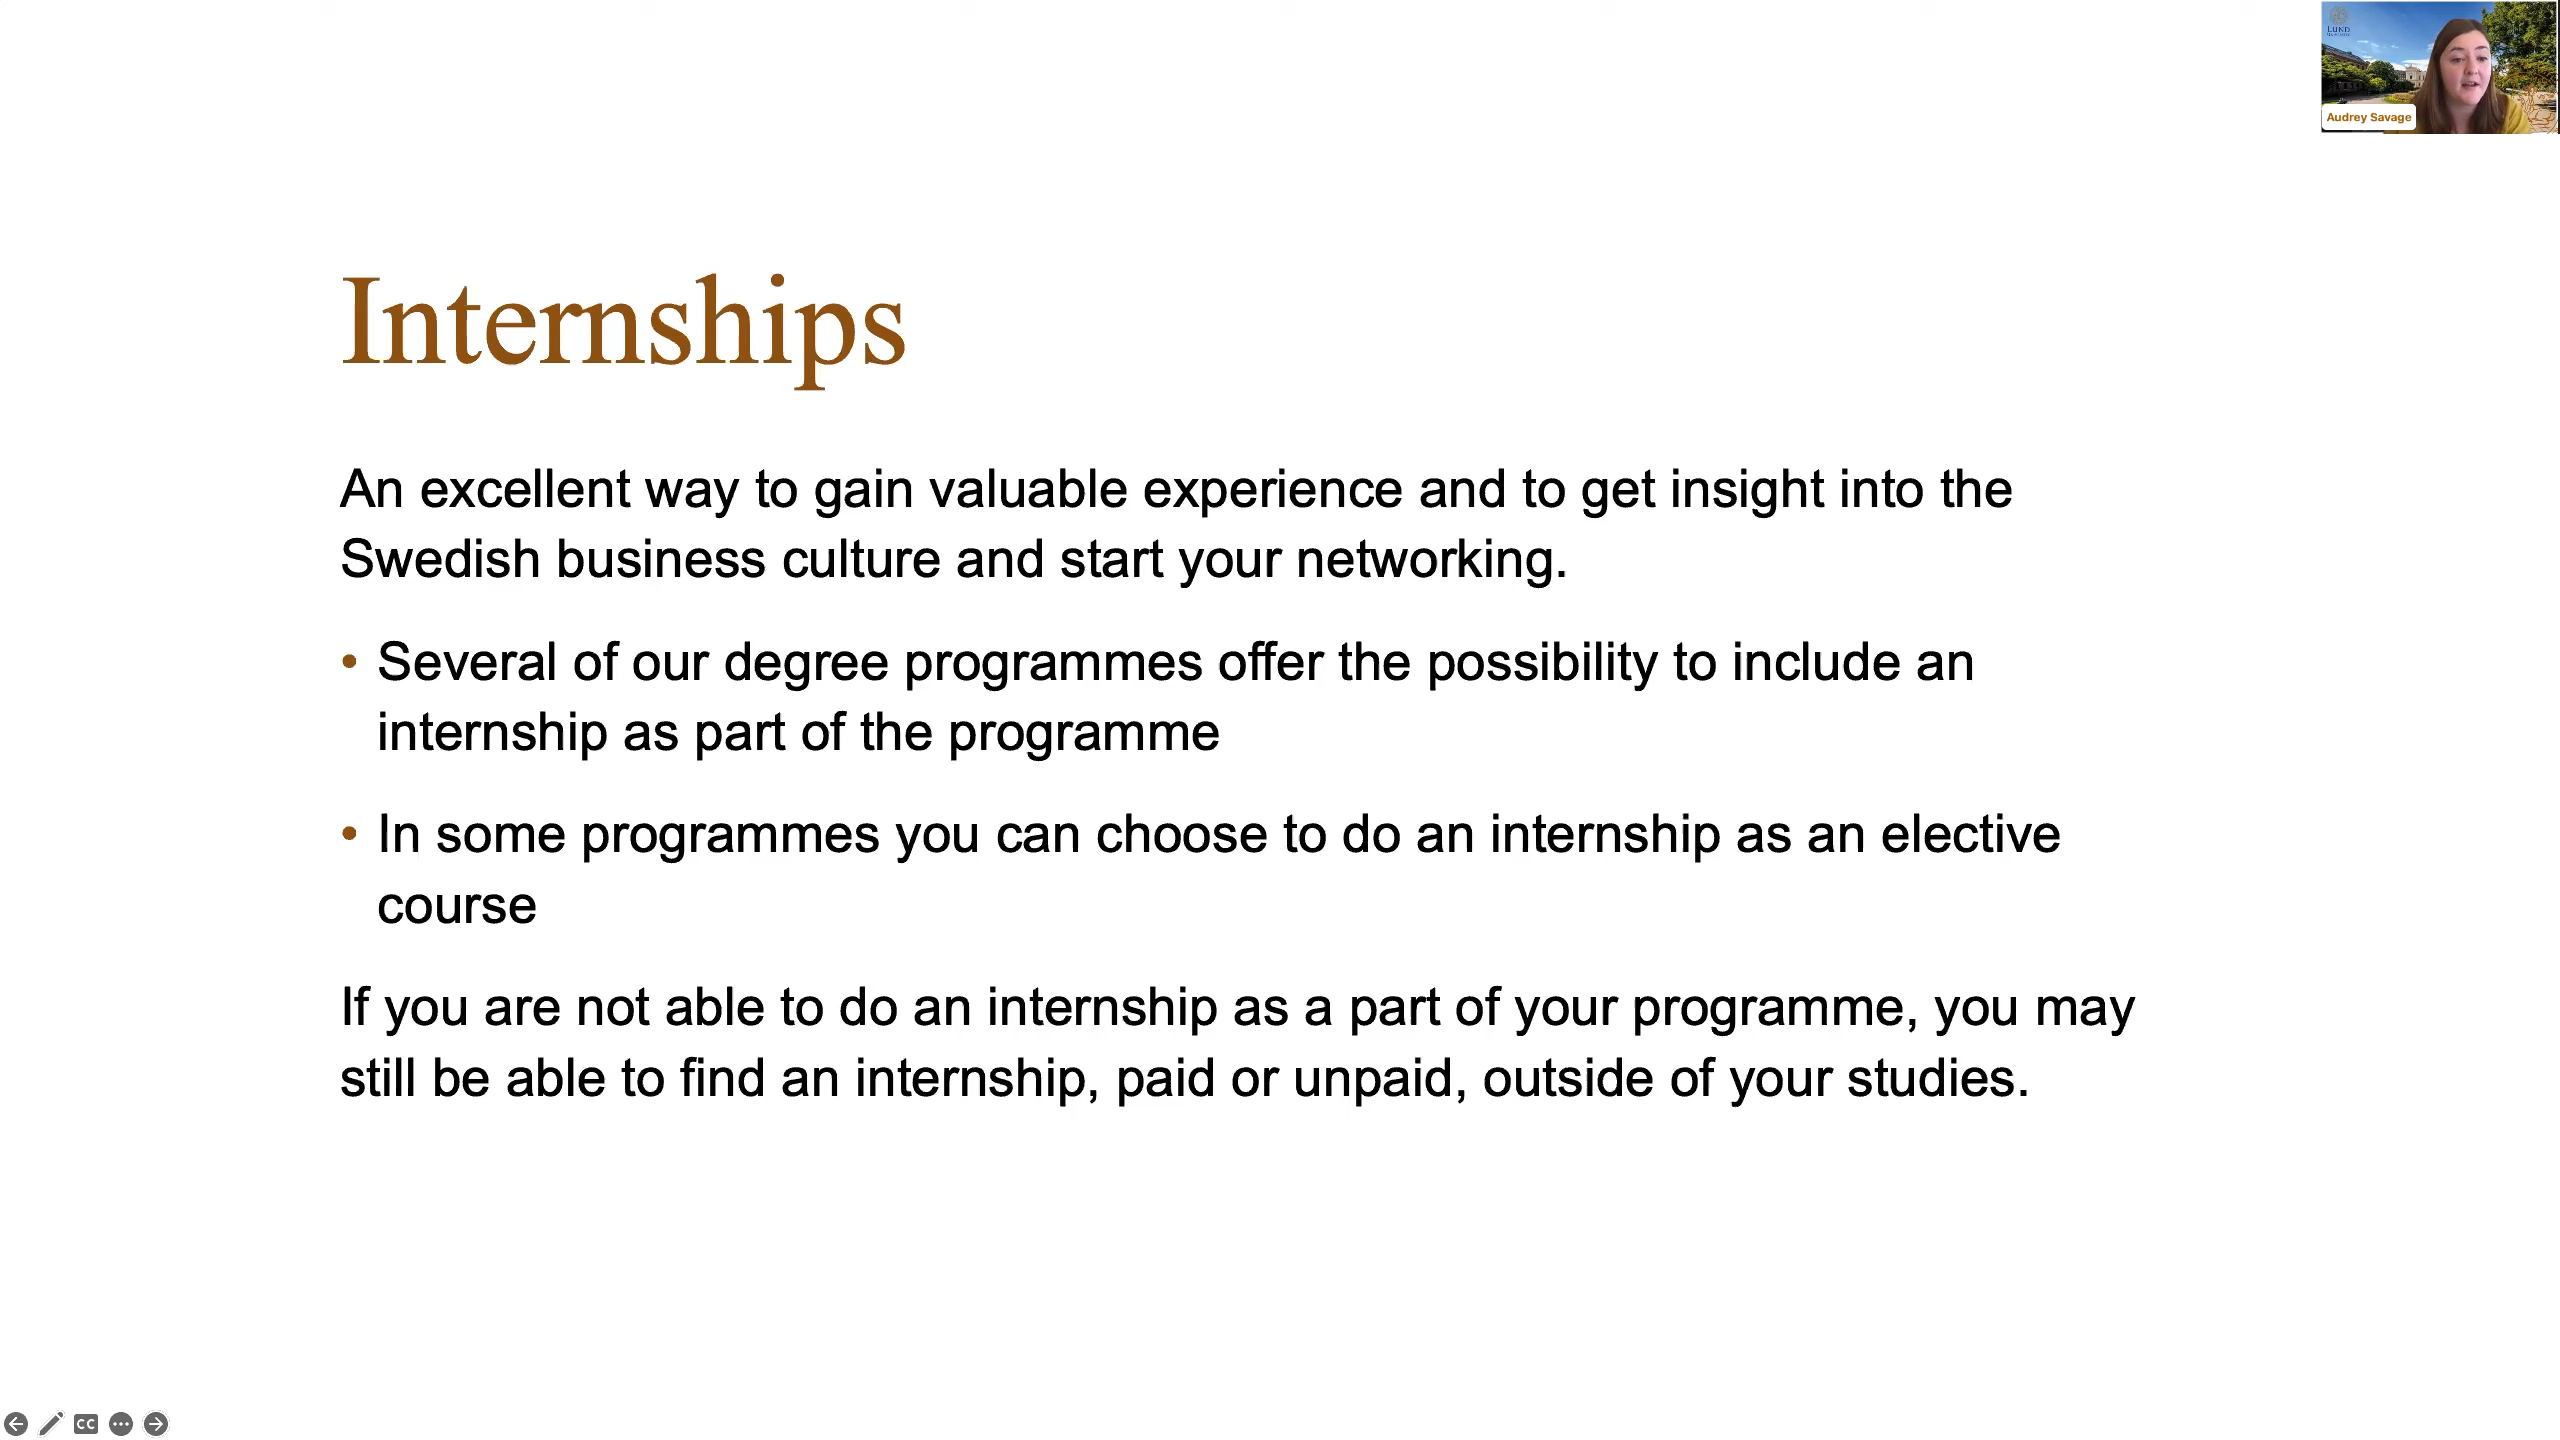 LUND
Audrey Savage
Internships
An excellent way to gain valuable experience and to get insight into the
Swedish business culture and start your networking.
• Several of our degree programmes offer the possibility to include an
internship as part of the programme
• In some programmes you can choose to do an internship as an elective
course
If you are not able to do an internship as a part of your programme, you may
still be able to find an internship, paid or unpaid, outside of your studies.
CC